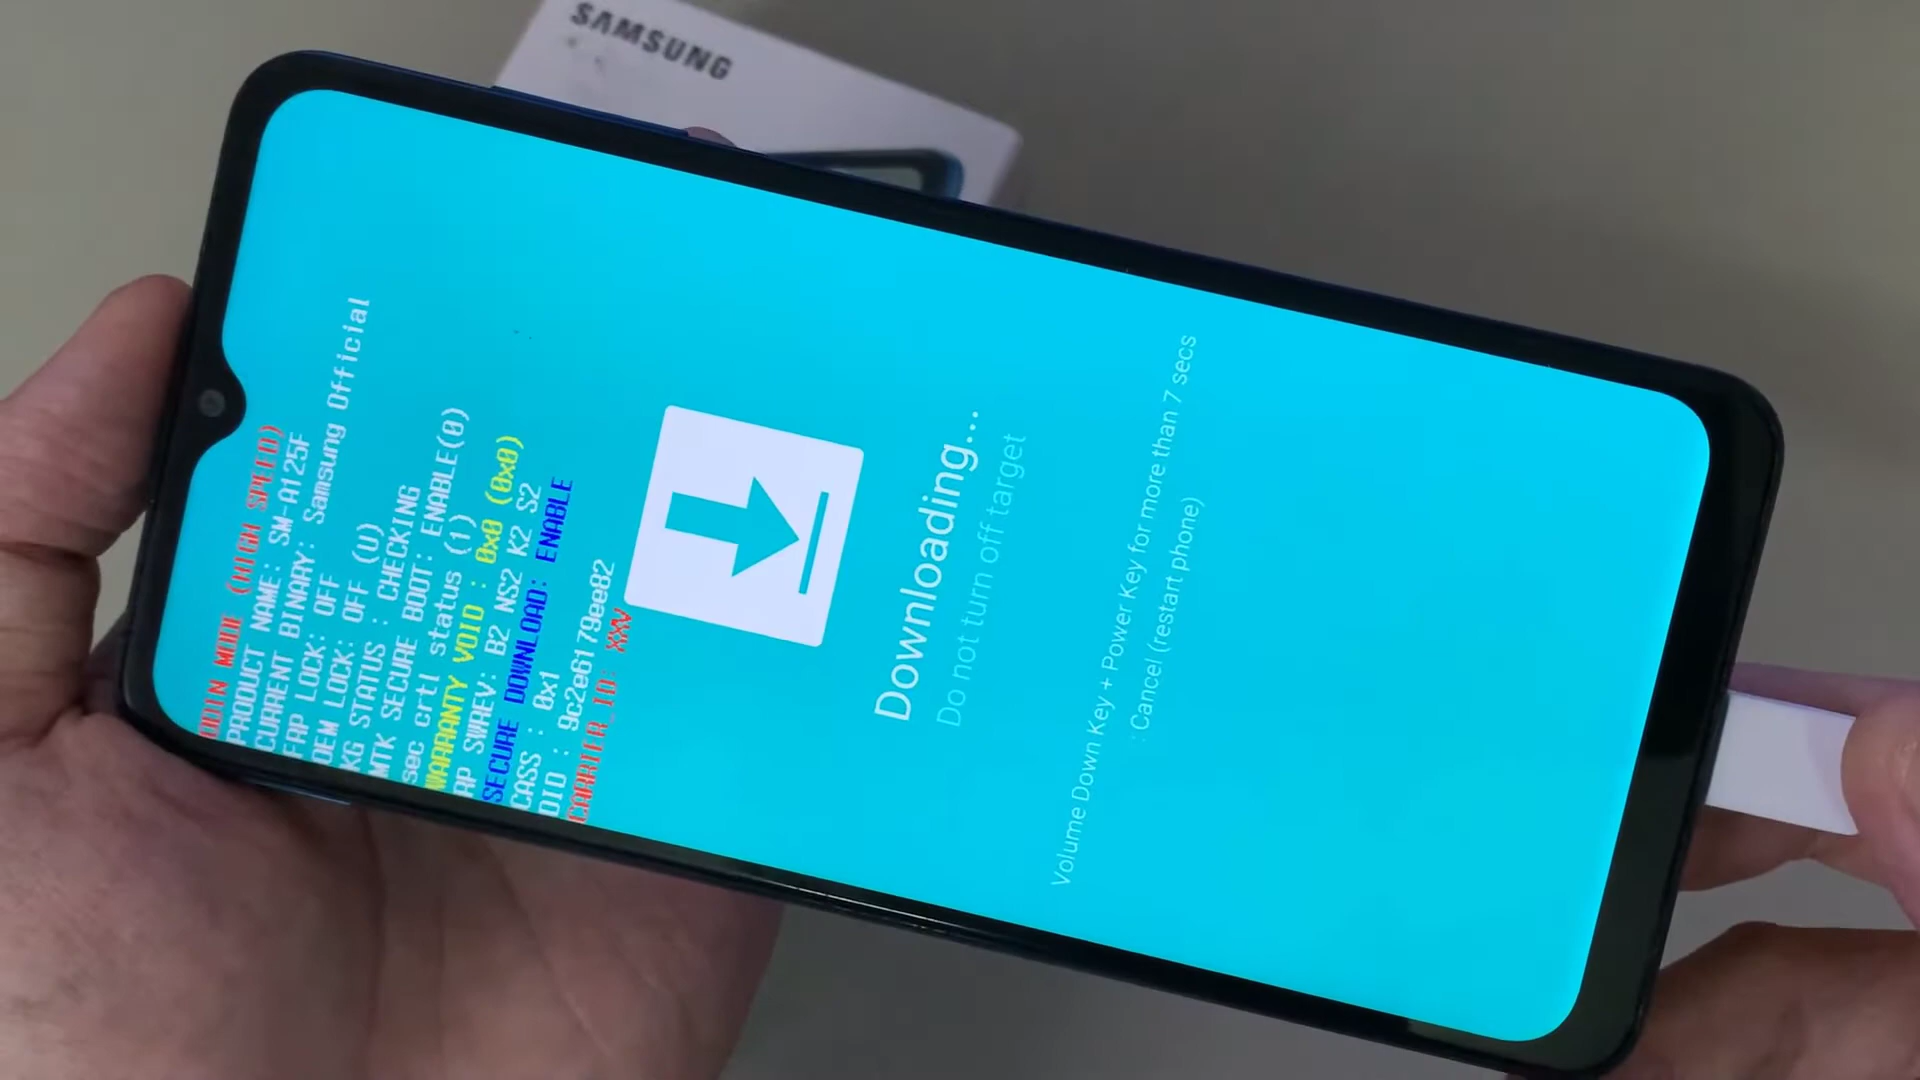 SAMSUNG
ODIN MODE (HIGH SPEED)
PRODUCT NAME: SM-A125F
CURRENT BINARY: Samsung Official
FRP LOCK: OFF
OEM LOCK: OFF (U)
KG STATUS : CHECKING
MTK SECURE BOOT: ENABLE(0)
sec crtl status (1)
WARRANTY VOID : 0x0 (0x0)
AP SWREV: B2 NS2 K2 S2
SECURE DOWNLOAD: ENABLE
CASS : 0x1
DID : 9c2e6179ee82
CARRIER_ID: XXV
Downloading...
Do not turn off target
Volume Down Key + Power Key for more than 7 secs
: Cancel (restart phone)